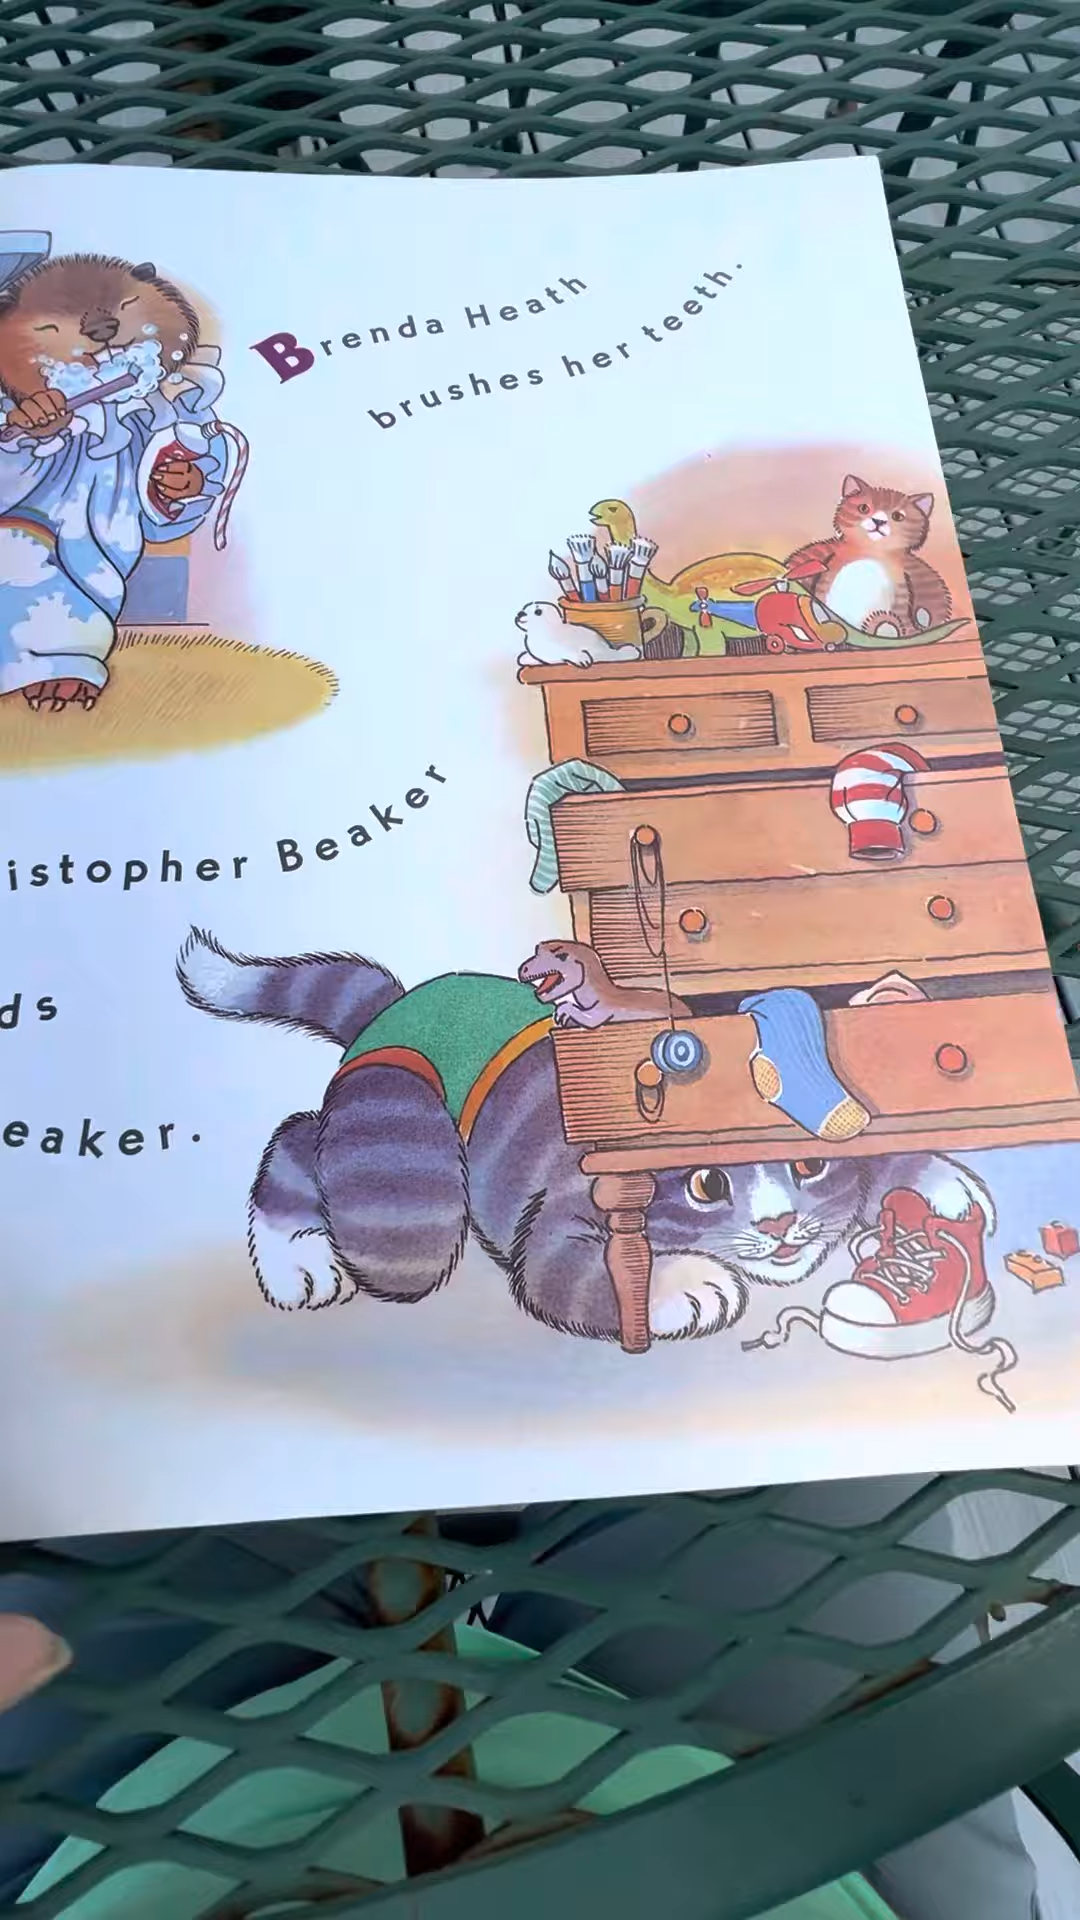 Brenda Heath
brushes her teeth.
istopher Beaker
ds
eaker.